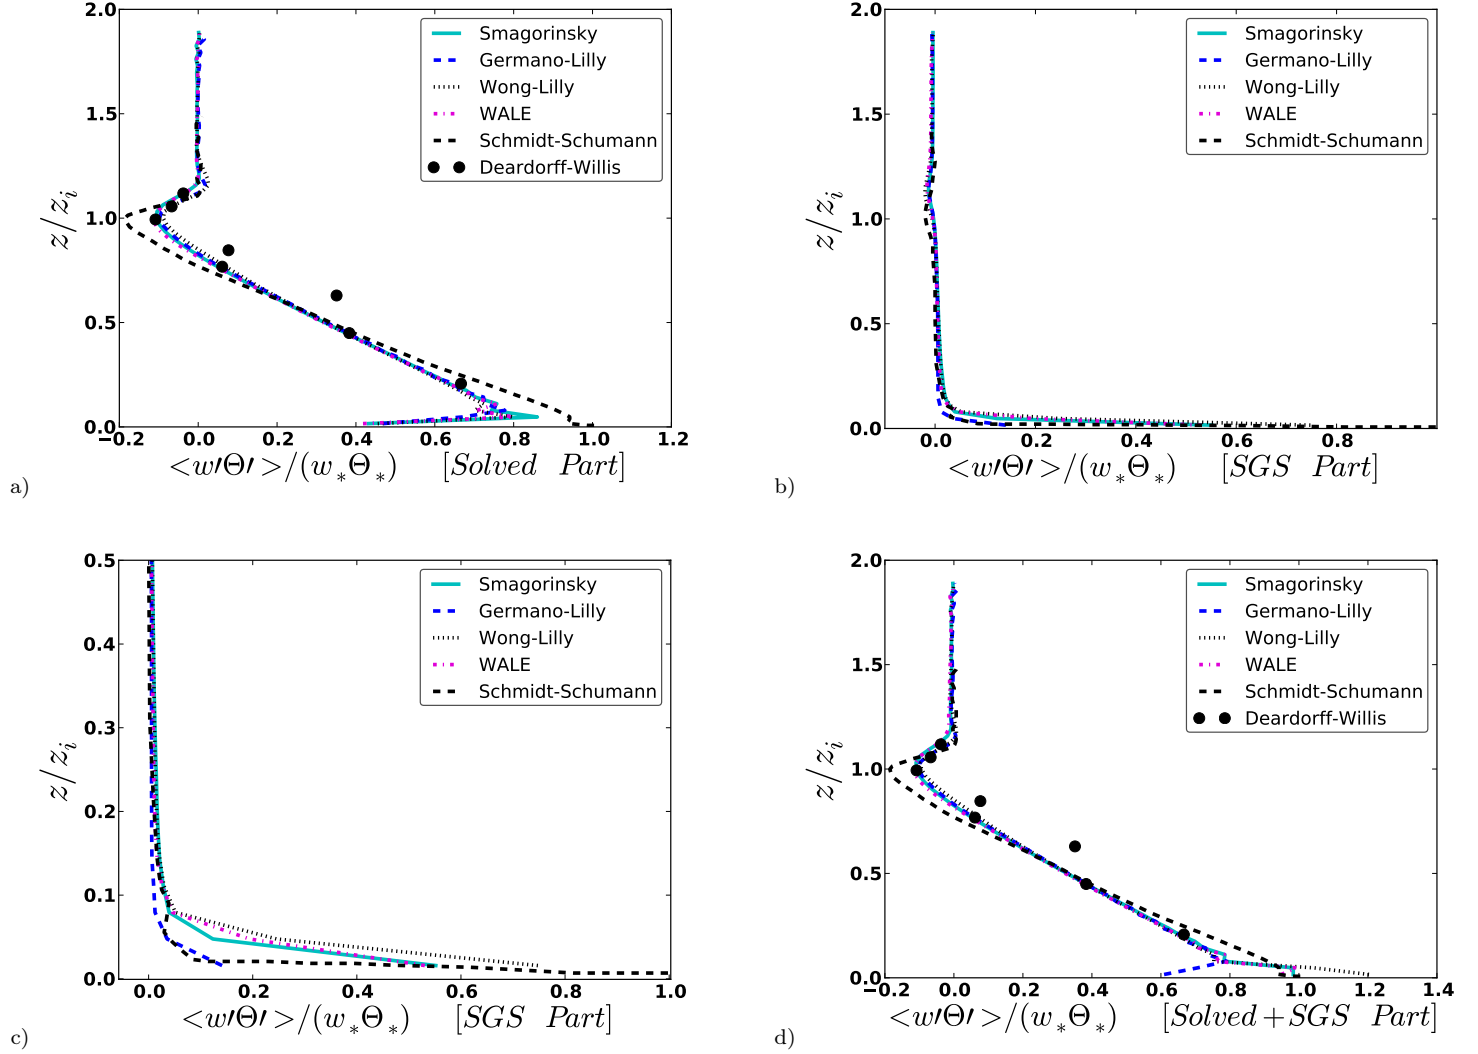 2.0
1.5
1.0
0.5
0.0
−0.2 0.0 0.2 0.4 0.6 0.8 1.0 1.2
z/z_i
Smagorinsky
Germano-Lilly
Wong-Lilly
WALE
Schmidt-Schumann
Deardorff-Willis
<w′Θ′>/(w_*Θ_*) [Solved Part]
a)
2.0
1.5
1.0
0.5
0.0
0.0 0.2 0.4 0.6 0.8
z/z_i
Smagorinsky
Germano-Lilly
Wong-Lilly
WALE
Schmidt-Schumann
<w′Θ′>/(w_*Θ_*) [SGS Part]
b)
0.5
0.4
0.3
0.2
0.1
0.0
0.0 0.2 0.4 0.6 0.8 1.0
z/z_i
Smagorinsky
Germano-Lilly
Wong-Lilly
WALE
Schmidt-Schumann
<w′Θ′>/(w_*Θ_*) [SGS Part]
c)
2.0
1.5
1.0
0.5
0.0
−0.2 0.0 0.2 0.4 0.6 0.8 1.0 1.2 1.4
z/z_i
Smagorinsky
Germano-Lilly
Wong-Lilly
WALE
Schmidt-Schumann
Deardorff-Willis
<w′Θ′>/(w_*Θ_*) [Solved+SGS Part]
d)